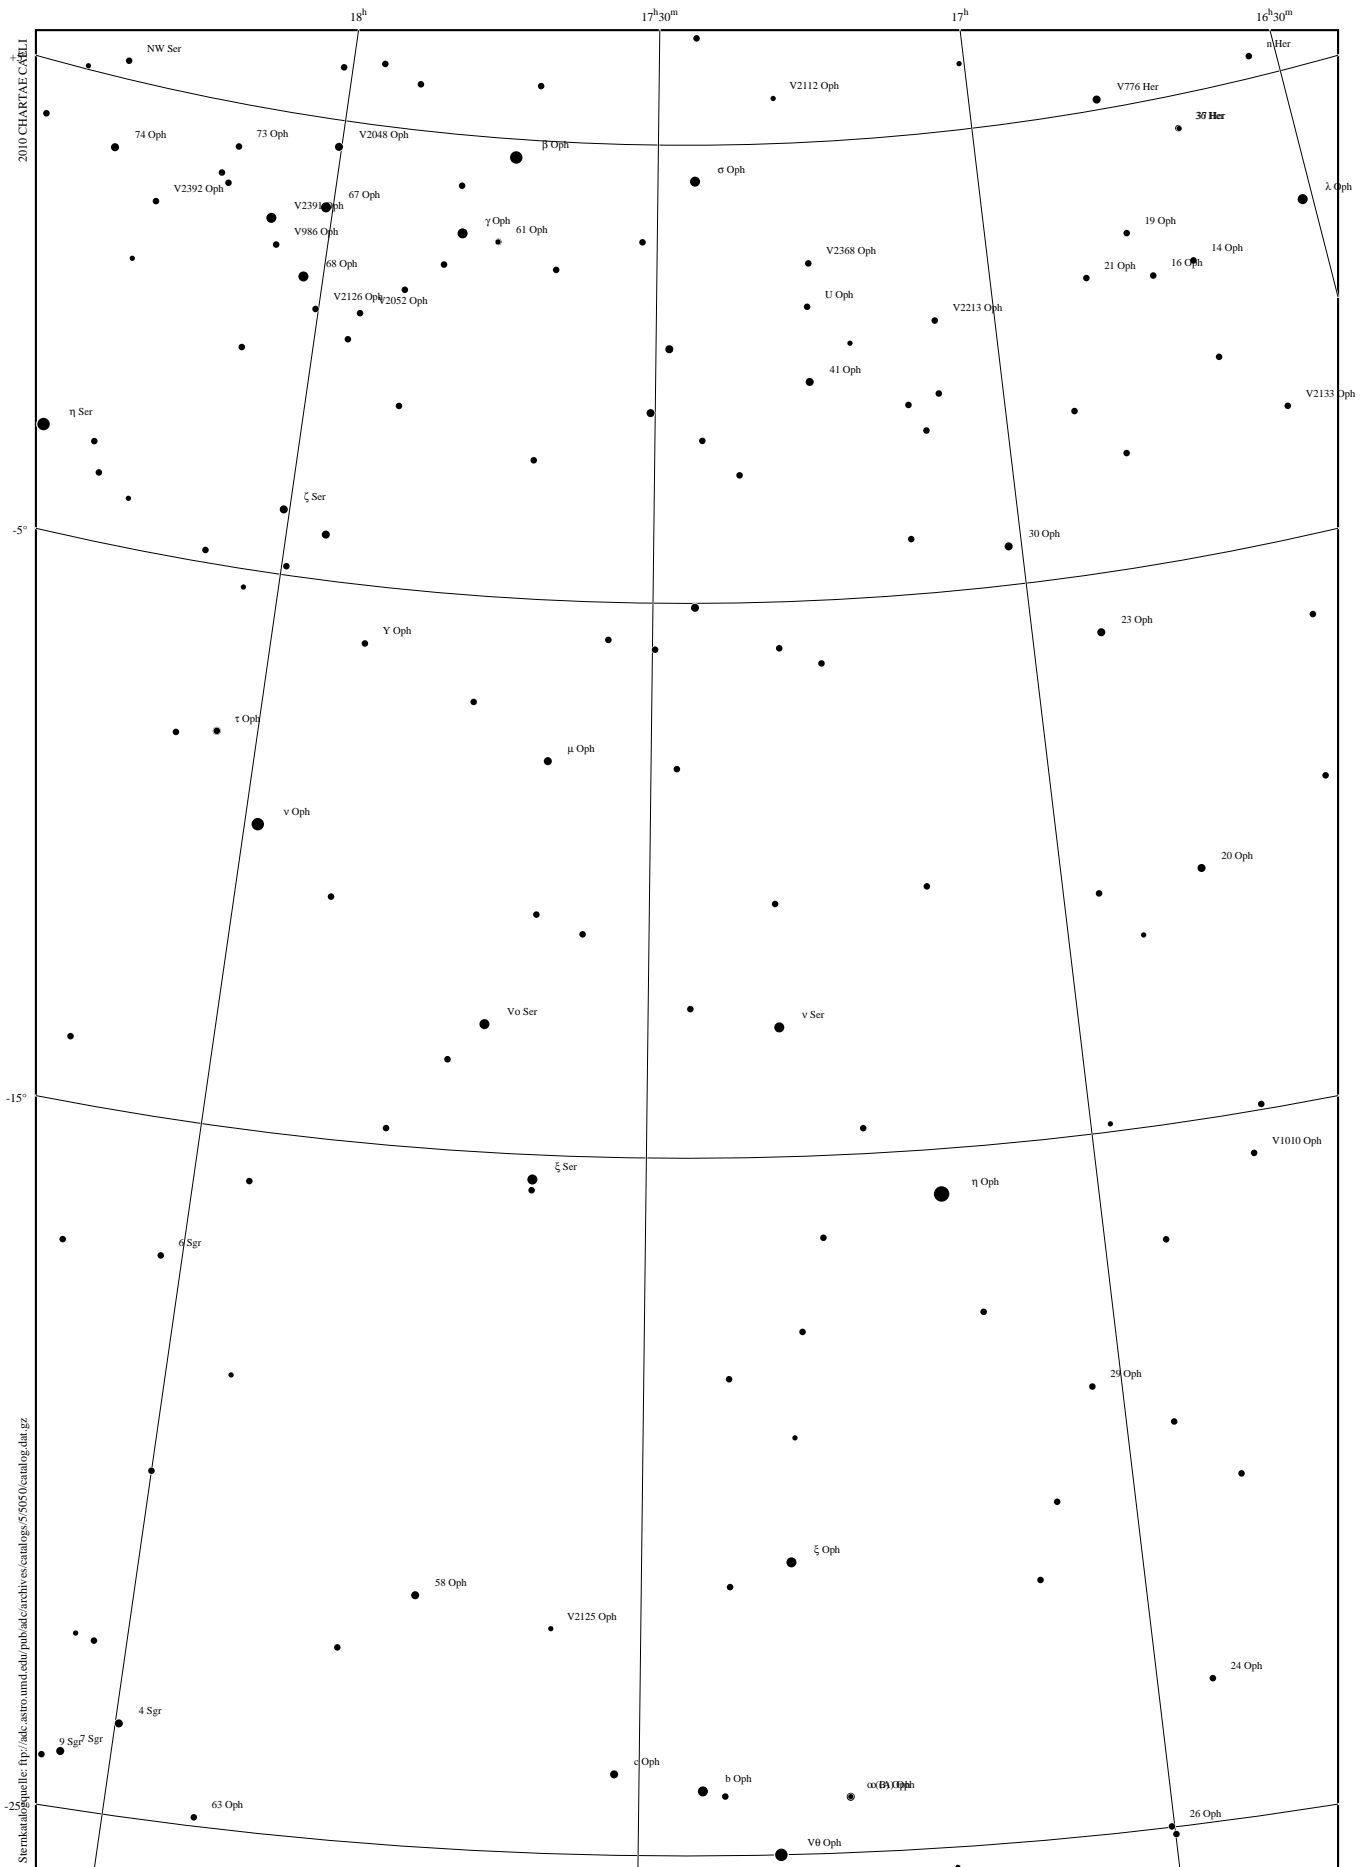 18h
17h30m
17h
16h30m
2010 CHARTAE CAELI
NW Ser
n Her
V2112 Oph
V776 Her
74 Oph
73 Oph
V2048 Oph
β Oph
σ Oph
λ Oph
V2392 Oph
67 Oph
V2391 Oph
V986 Oph
γ Oph
61 Oph
19 Oph
14 Oph
V2368 Oph
68 Oph
21 Oph
16 Oph
V2126 Oph
V2052 Oph
U Oph
V2213 Oph
41 Oph
V2133 Oph
η Ser
ζ Ser
-5°
30 Oph
23 Oph
Y Oph
τ Oph
μ Oph
ν Oph
20 Oph
Vo Ser
ν Ser
-15°
V1010 Oph
ξ Ser
η Oph
6 Sgr
29 Oph
ξ Oph
58 Oph
V2125 Oph
24 Oph
4 Sgr
9 Sgr
7 Sgr
c Oph
b Oph
-25°
63 Oph
26 Oph
Vθ Oph
Sternkatalogquelle: ftp://adc.astro.umd.edu/pub/adc/archives/catalogs/5/5050/catalog.dat.gz